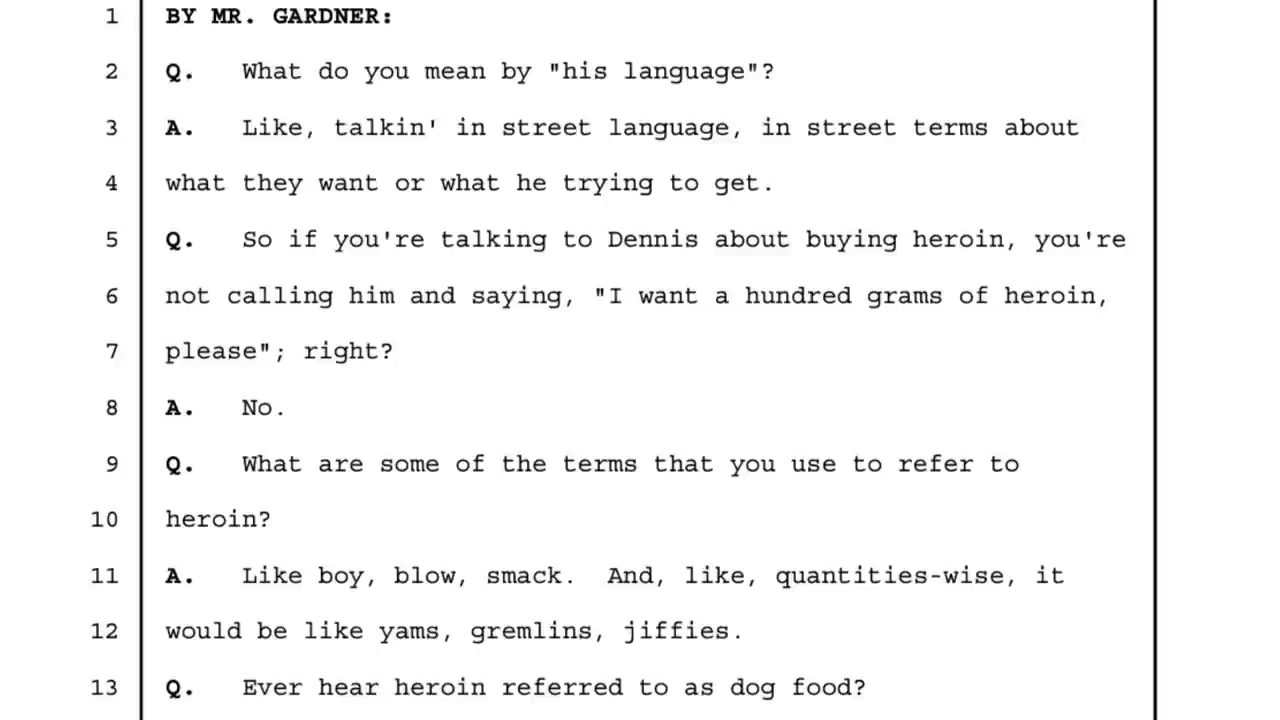 1 BY MR. GARDNER:
2 Q. What do you mean by "his language"?
3 A. Like, talkin' in street language, in street terms about
4 what they want or what he trying to get.
5 Q. So if you're talking to Dennis about buying heroin, you're
6 not calling him and saying, "I want a hundred grams of heroin,
7 please"; right?
8 A. No.
9 Q. What are some of the terms that you use to refer to
10 heroin?
11 A. Like boy, blow, smack. And, like, quantities-wise, it
12 would be like yams, gremlins, jiffies.
13 Q. Ever hear heroin referred to as dog food?